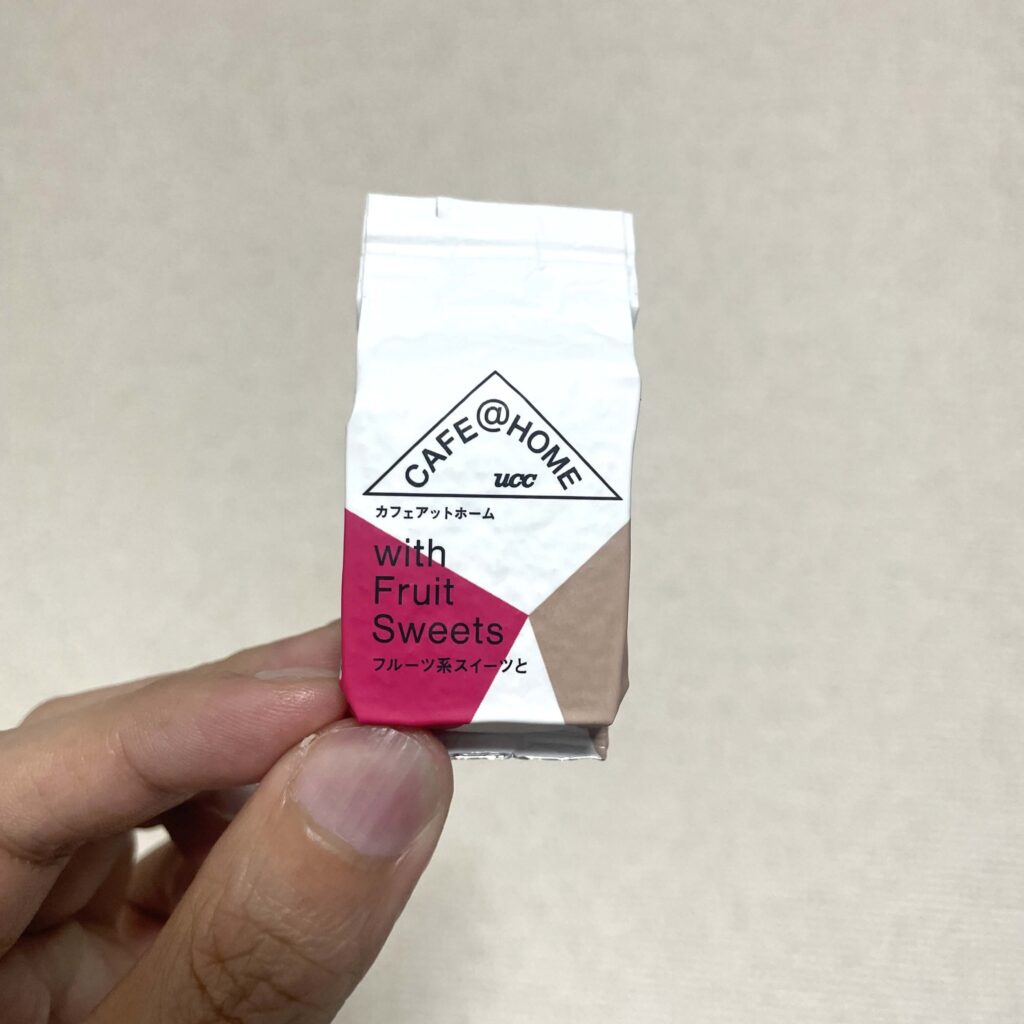 CAFE@HOME
ucc
カフェアットホーム
with
Fruit
Sweets
フルーツ系スイーツと